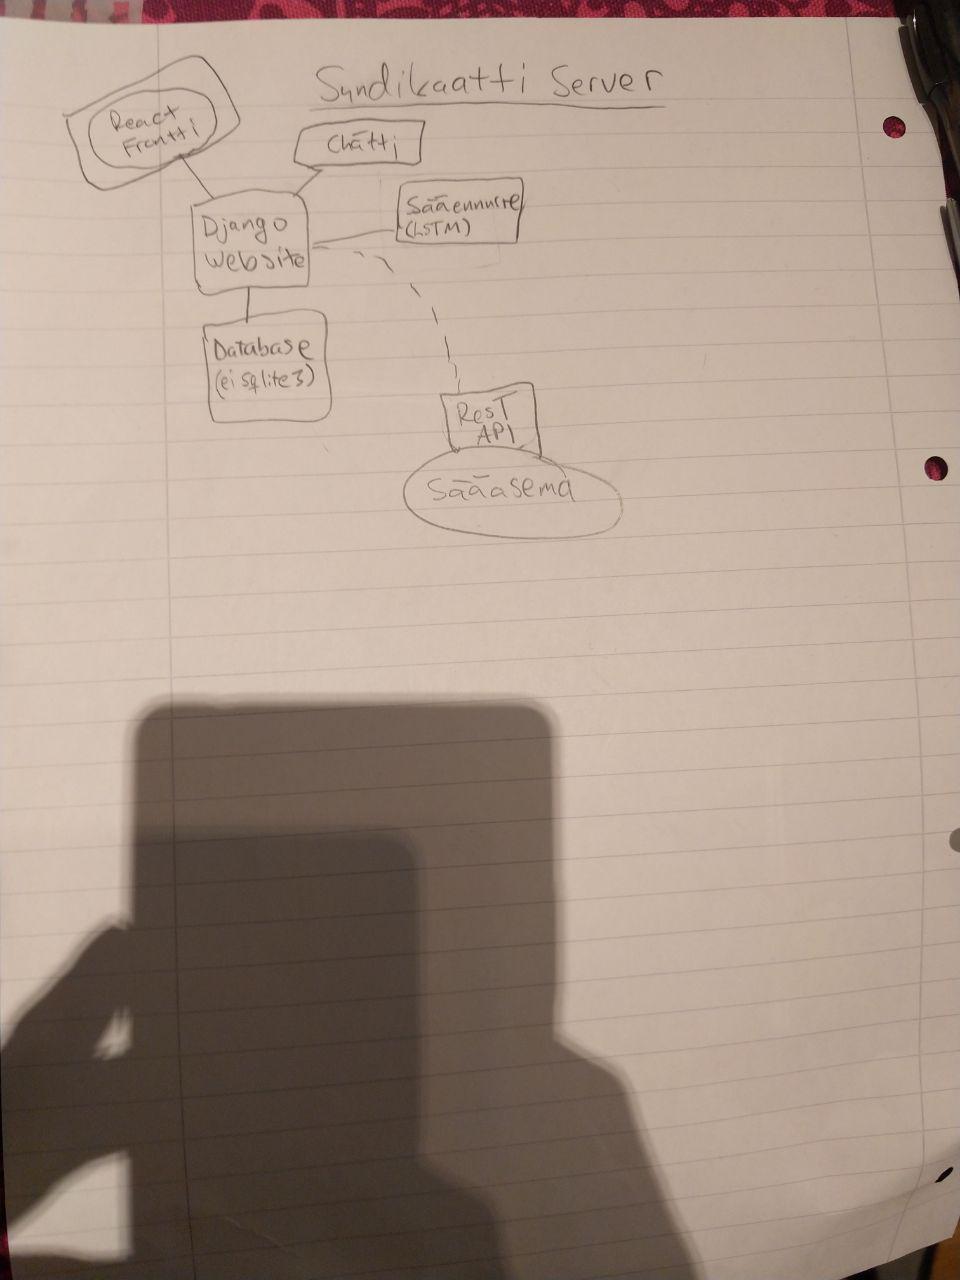 Syndikaatti Server
React
Frontti
Chätti
Django
website
Sääennuste
(LSTM)
Database
(ei sqlite3)
ResT
API
Sääasema